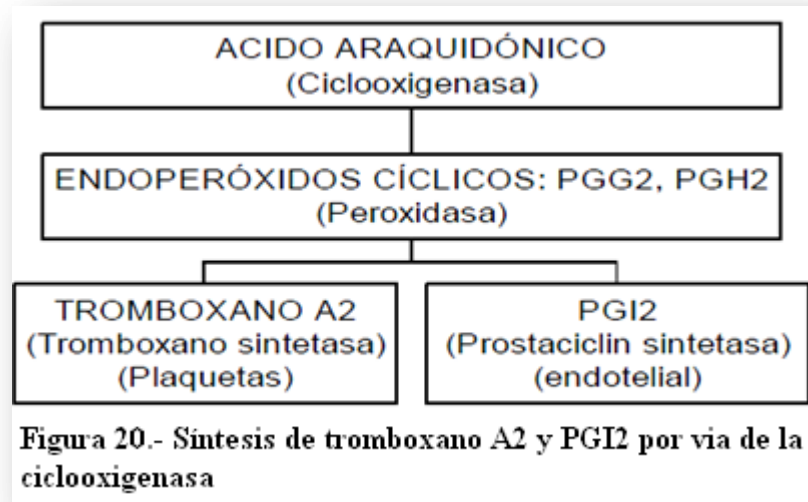 ACIDO ARAQUIDÓNICO
(Ciclooxigenasa)
ENDOPERÓXIDOS CÍCLICOS: PGG2, PGH2
(Peroxidasa)
TROMBOXANO A2
(Tromboxano sintetasa)
(Plaquetas)
PGI2
(Prostaciclin sintetasa)
(endotelial)
Figura 20.- Síntesis de tromboxano A2 y PGI2 por via de la
ciclooxigenasa